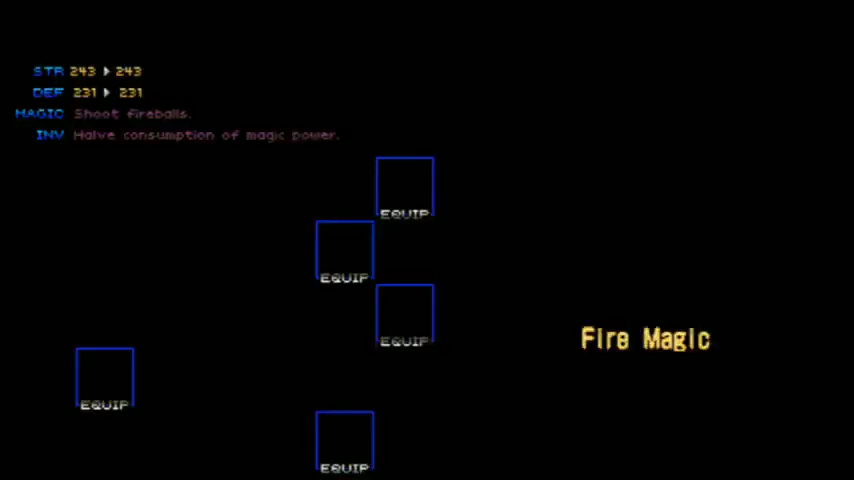 STR 243 ▶ 243
DEF 231 ▶ 231
MAGIC Shoot fireballs.
INV Halve consumption of magic power.
EQUIP
EQUIP
EQUIP
Fire Magic
EQUIP
EQUIP